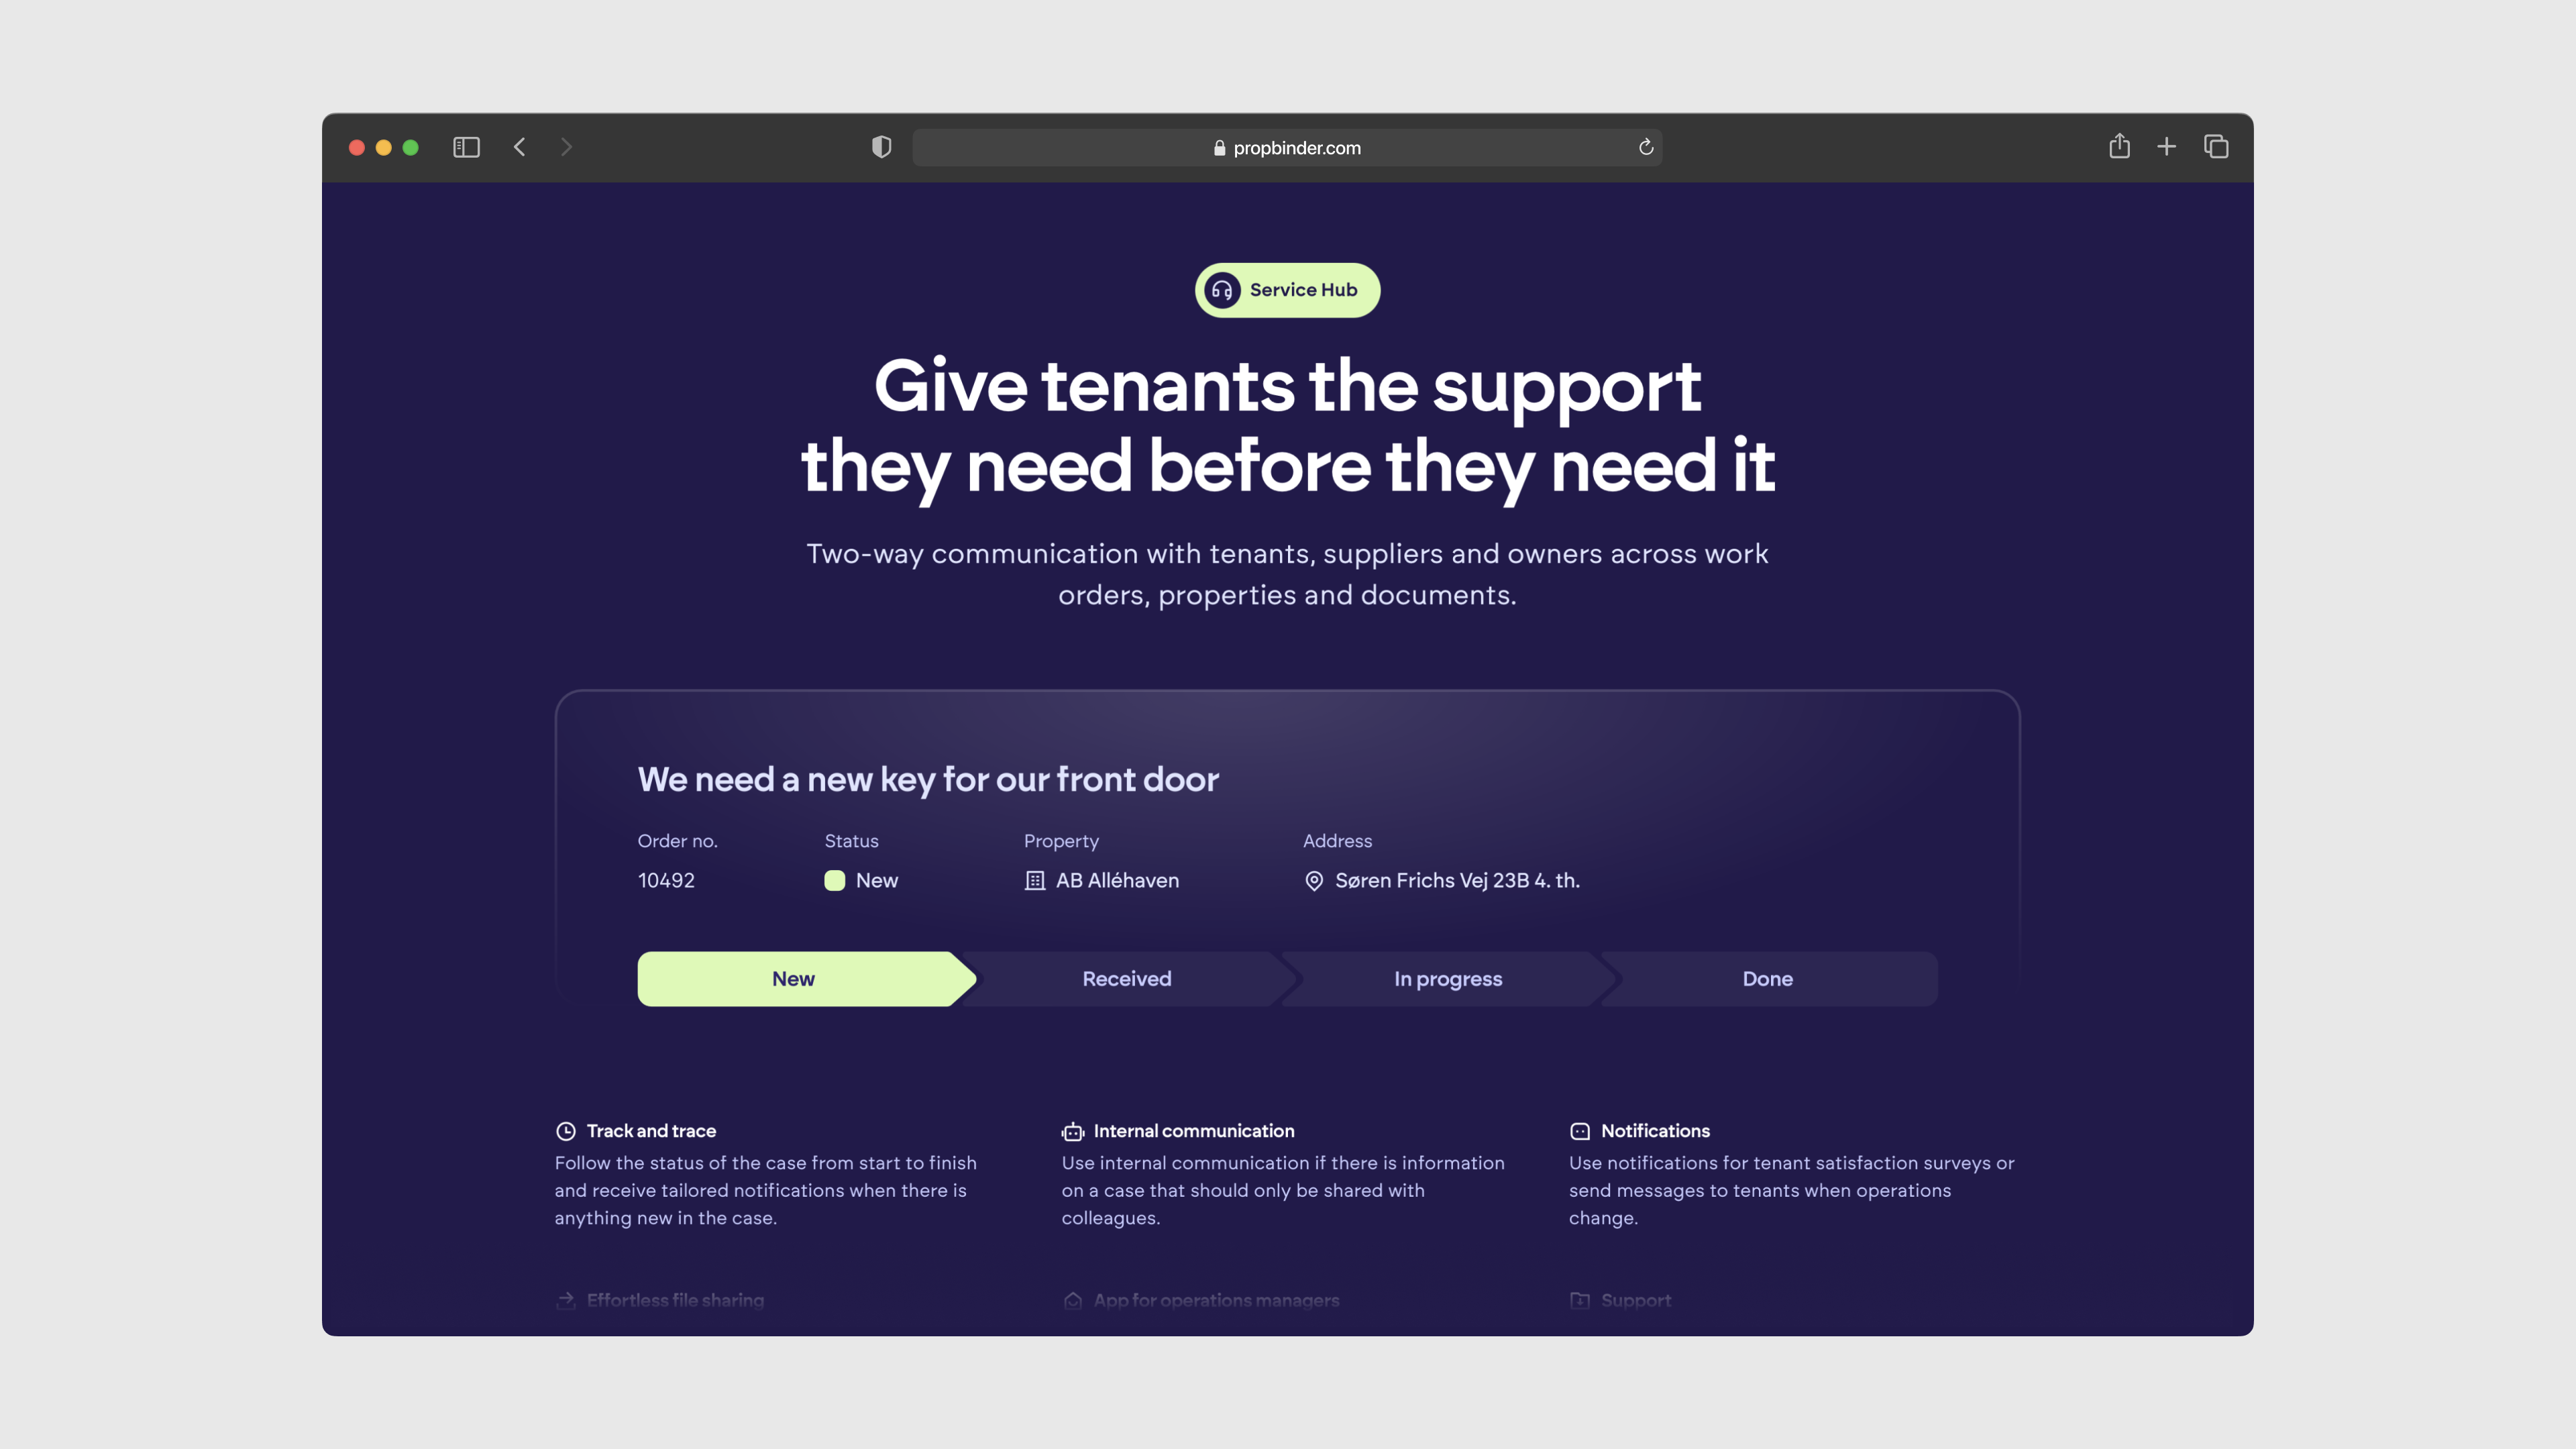 propbinder.com
Service Hub
Give tenants the support
they need before they need it
Two-way communication with tenants, suppliers and owners across work
orders, properties and documents.
We need a new key for our front door
Order no.
Status
Property
Address
10492
New
AB Alléhaven
Søren Frichs Vej 23B 4. th.
New
Received
In progress
Done
Track and trace
Follow the status of the case from start to finish
and receive tailored notifications when there is
anything new in the case.
Internal communication
Use internal communication if there is information
on a case that should only be shared with
colleagues.
Notifications
Use notifications for tenant satisfaction surveys or
send messages to tenants when operations
change.
Effortless file sharing
App for operations managers
Support